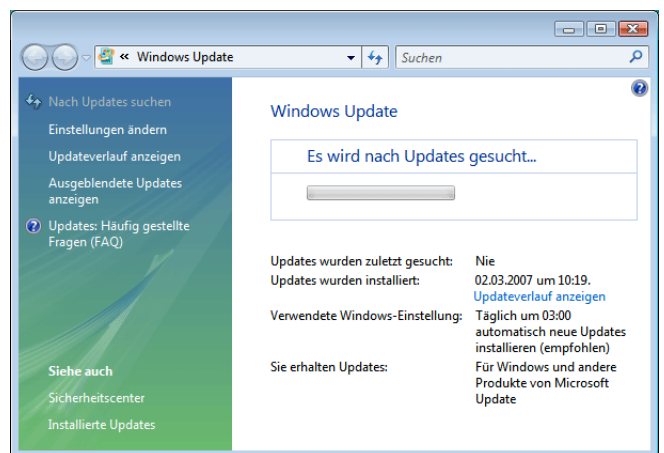 « Windows Update
Suchen
Nach Updates suchen
Einstellungen ändern
Updateverlauf anzeigen
Ausgeblendete Updates
anzeigen
Updates: Häufig gestellte
Fragen (FAQ)
Siehe auch
Sicherheitscenter
Installierte Updates
Windows Update
Es wird nach Updates gesucht...
Updates wurden zuletzt gesucht: Nie
Updates wurden installiert: 02.03.2007 um 10:19.
Updateverlauf anzeigen
Verwendete Windows-Einstellung: Täglich um 03:00
automatisch neue Updates
installieren (empfohlen)
Sie erhalten Updates: Für Windows und andere
Produkte von Microsoft
Update